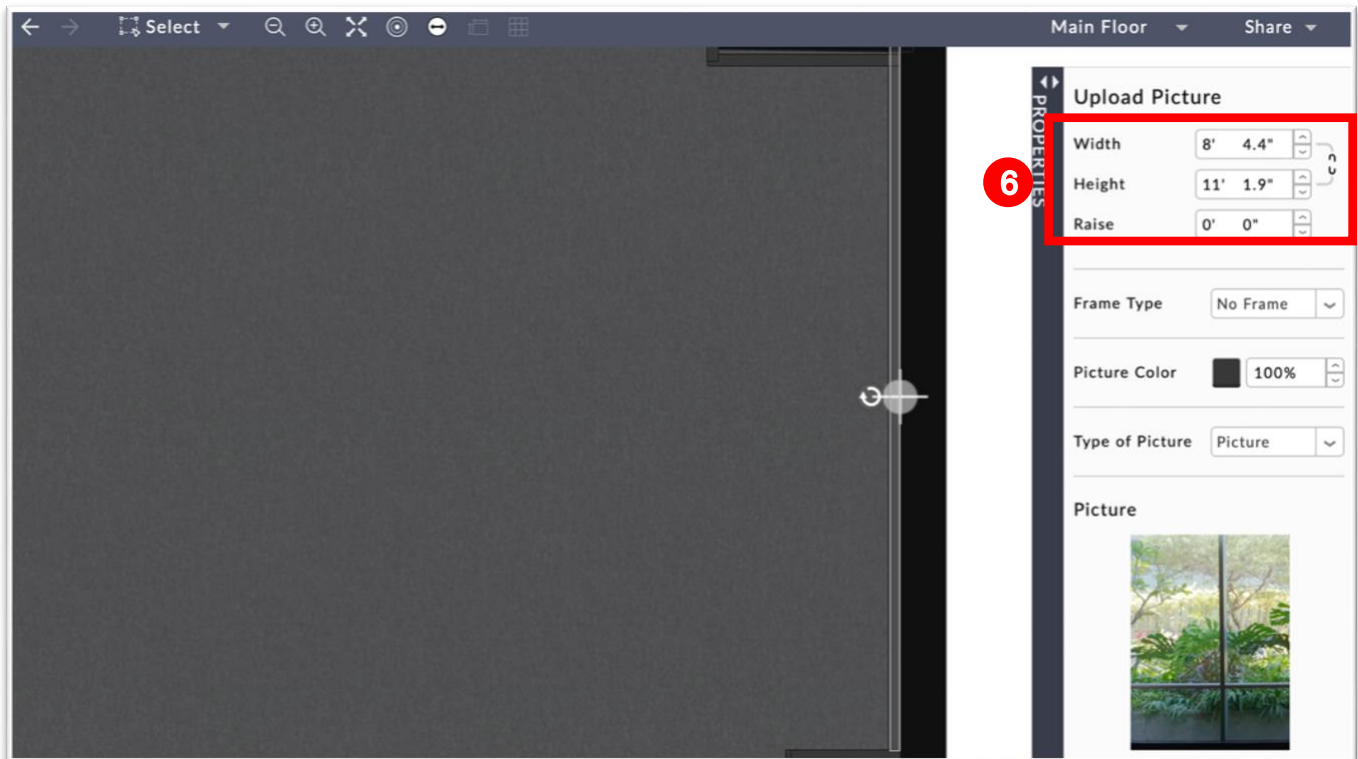 Select
Main Floor
Share
PROPERTIES
Upload Picture
Width 8' 4.4"
6
Height 11' 1.9"
Raise 0' 0"
Frame Type No Frame
Picture Color 100%
Type of Picture Picture
Picture